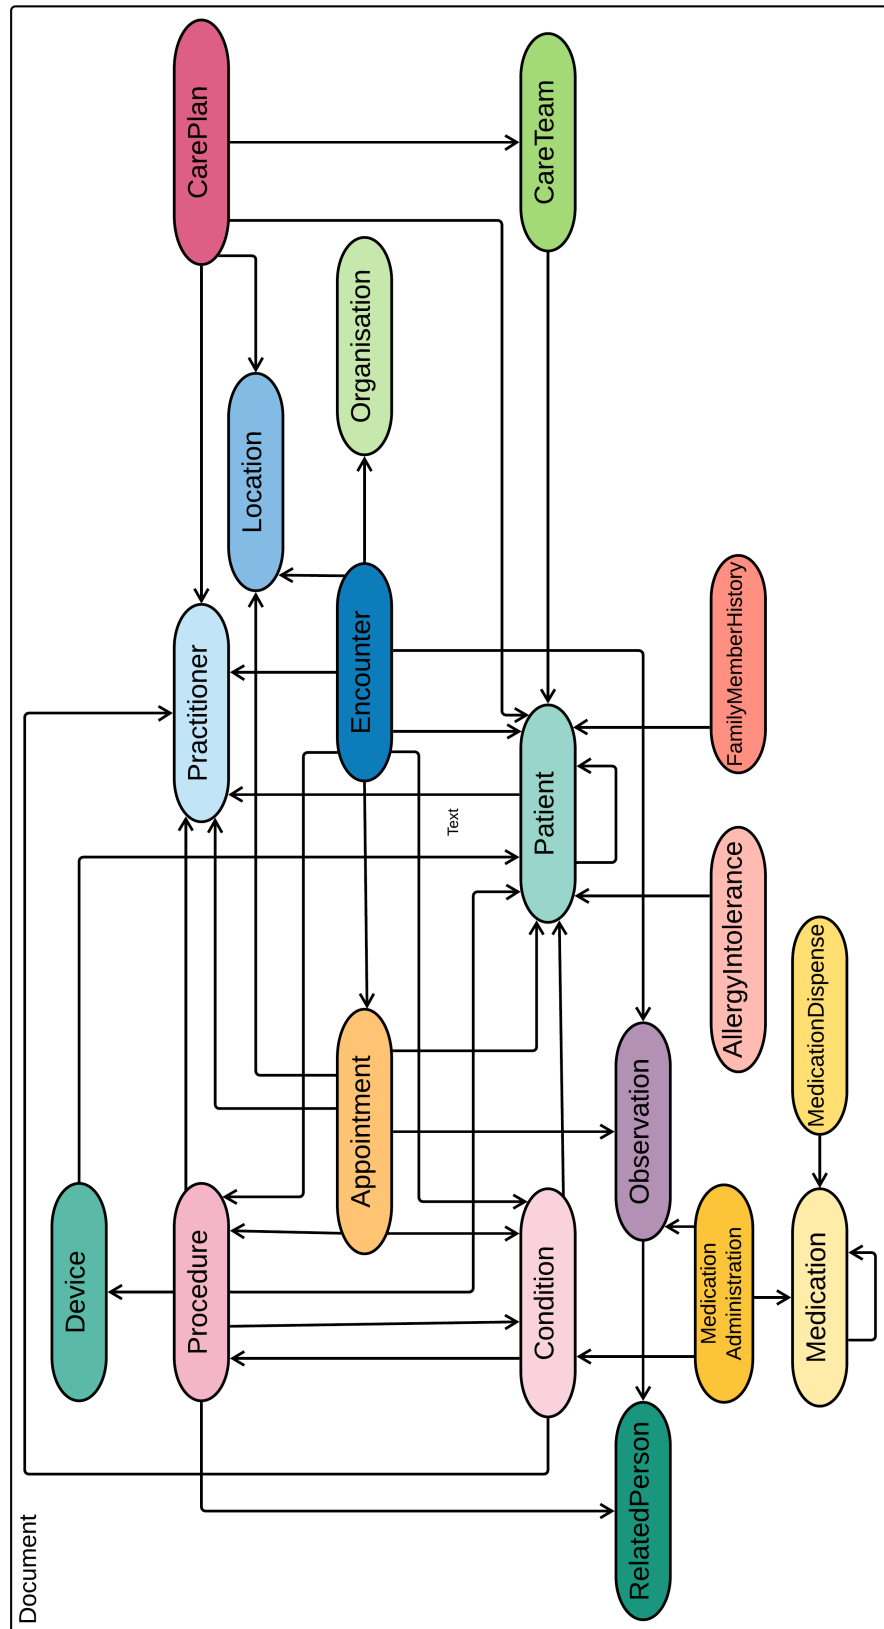 Document
Device
Procedure
Practitioner
CarePlan
Location
Appointment
Encounter
Organisation
Text
Condition
Patient
CareTeam
RelatedPerson
Observation
Medication
Administration
AllergyIntolerance
FamilyMemberHistory
Medication
MedicationDispense